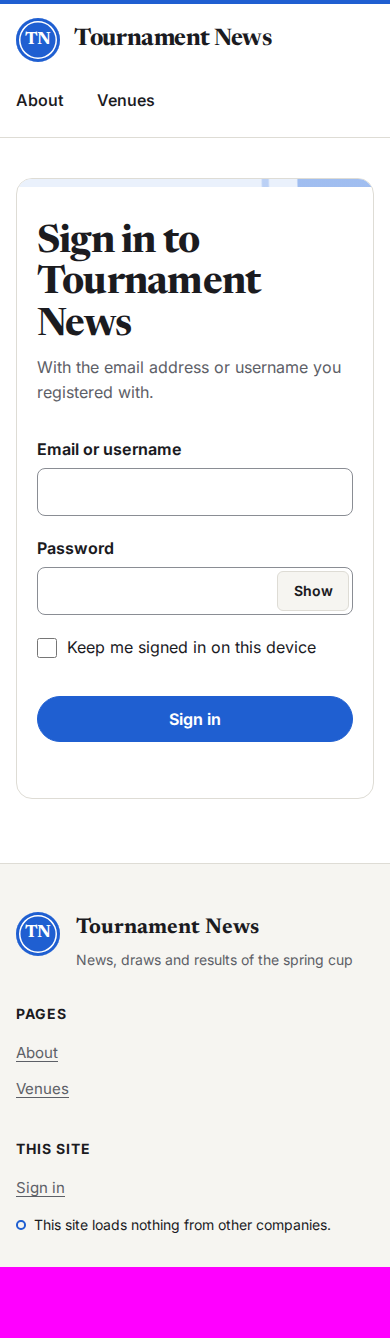 TN
Tournament News
About
Venues
Sign in to
Tournament
News
With the email address or username you
registered with.
Email or username
Password
Show
Keep me signed in on this device
Sign in
TN
Tournament News
News, draws and results of the spring cup
PAGES
About
Venues
THIS SITE
Sign in
This site loads nothing from other companies.